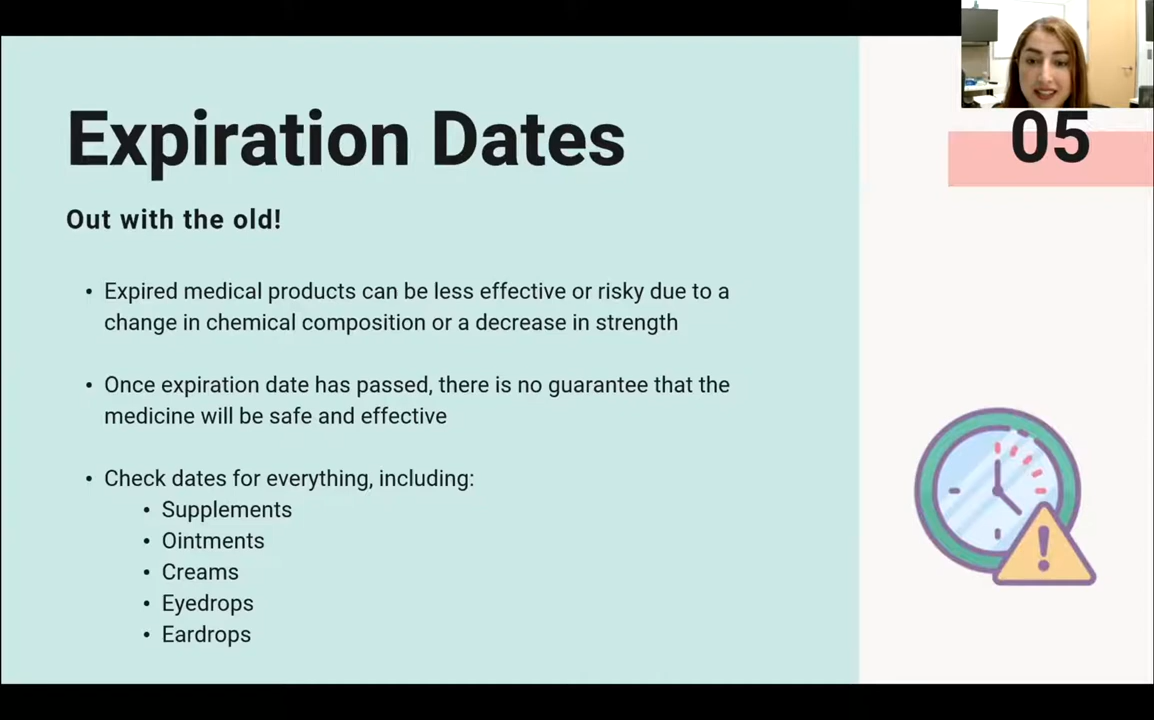 Expiration Dates
05
Out with the old!
• Expired medical products can be less effective or risky due to a
change in chemical composition or a decrease in strength
• Once expiration date has passed, there is no guarantee that the
medicine will be safe and effective
• Check dates for everything, including:
• Supplements
• Ointments
• Creams
• Eyedrops
• Eardrops